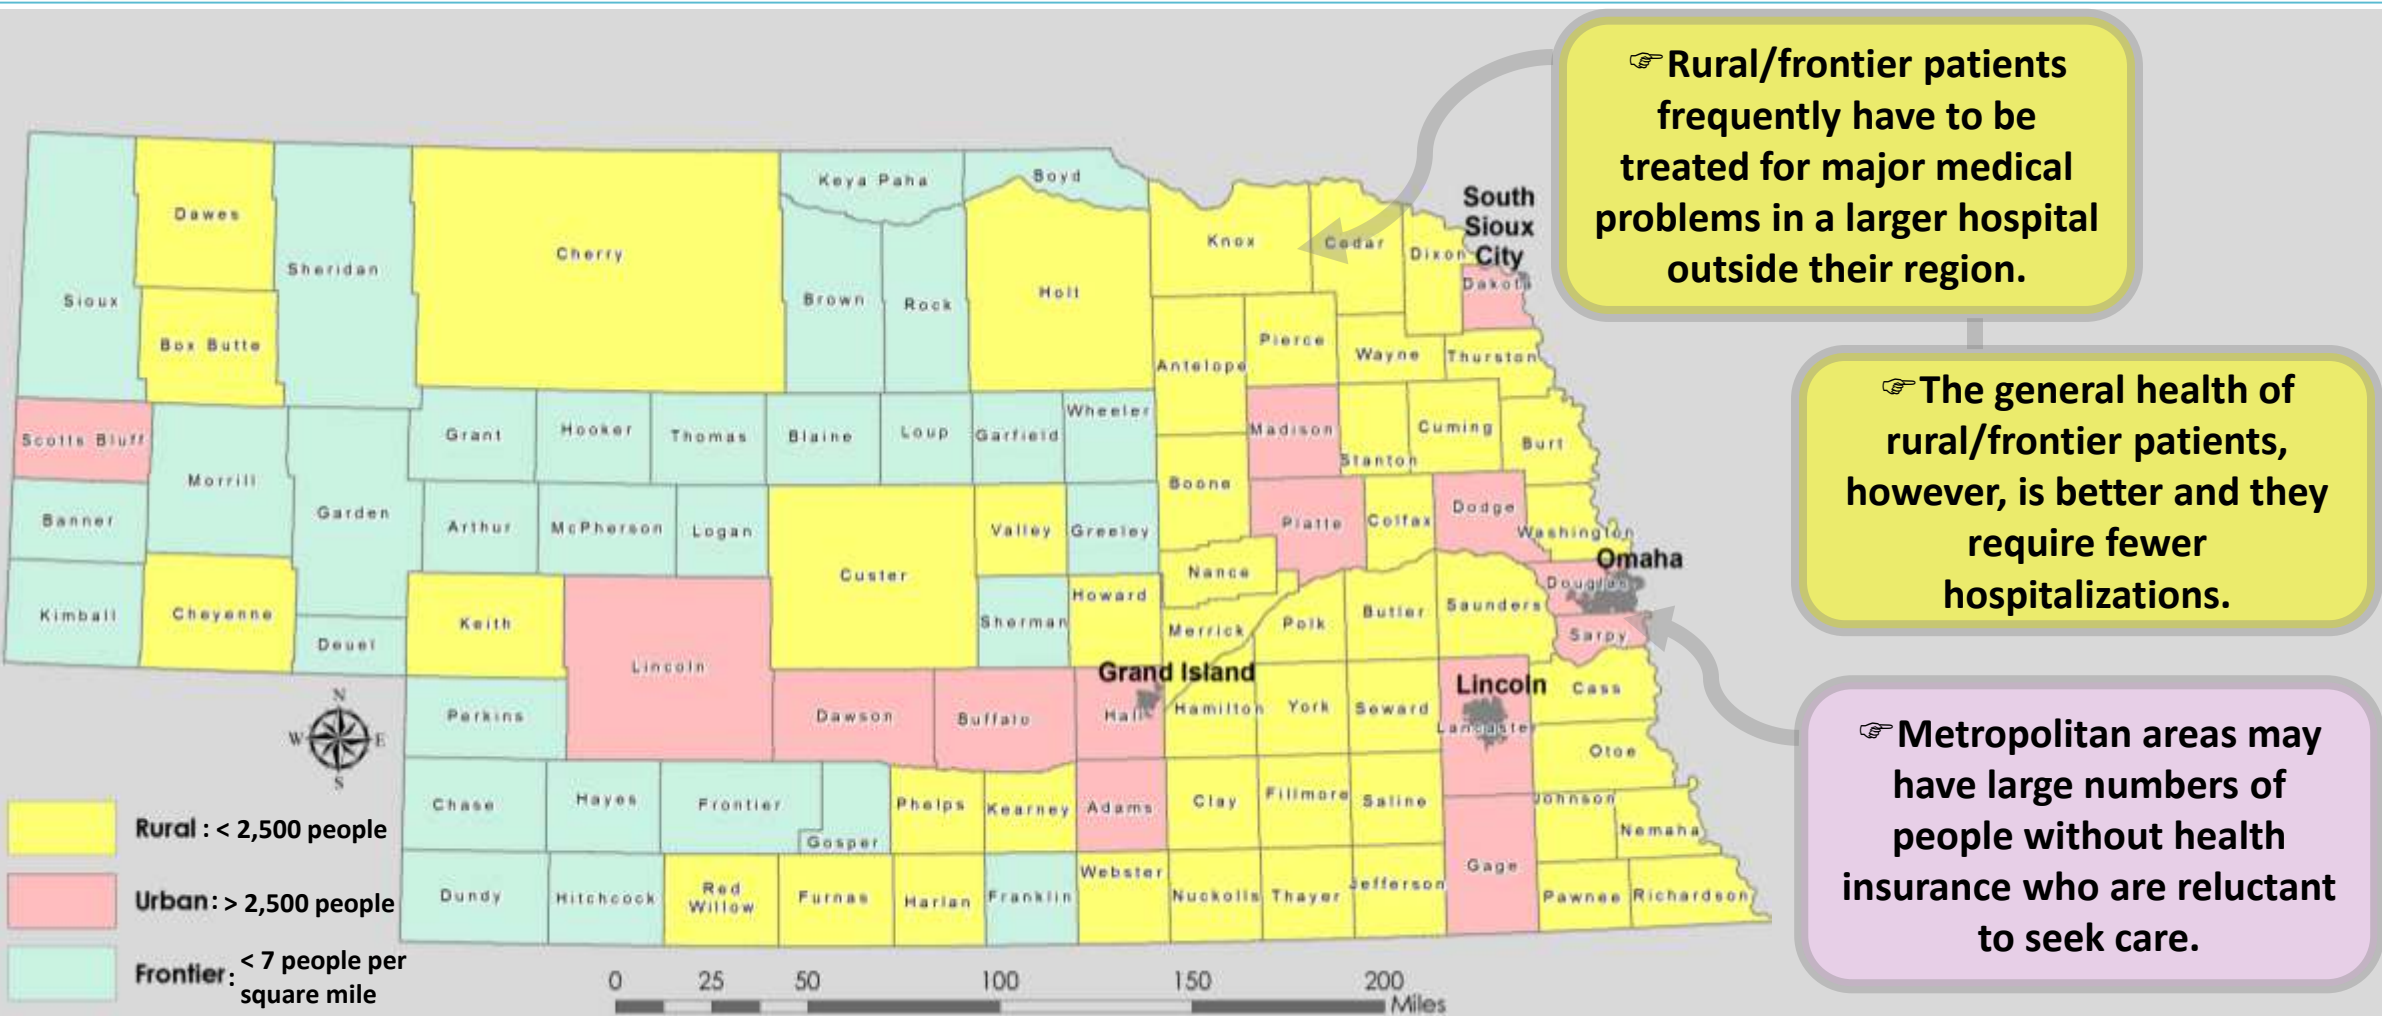 ☞Rural/frontier patients
frequently have to be
treated for major medical
problems in a larger hospital
outside their region.
☞The general health of
rural/frontier patients,
however, is better and they
require fewer
hospitalizations.
☞Metropolitan areas may
have large numbers of
people without health
insurance who are reluctant
to seek care.
Sioux
Dawes
Box Butte
Sheridan
Cherry
Keya Paha
Boyd
Brown
Rock
Holt
Knox
Cedar
Dixon
South
Sioux
City
Dakota
Antelope
Pierce
Wayne
Thurston
Scotts Bluff
Banner
Kimball
Morrill
Cheyenne
Garden
Deuel
Grant
Hooker
Thomas
Blaine
Loup
Garfield
Wheeler
Madison
Stanton
Cuming
Burt
Boone
Arthur
McPherson
Logan
Custer
Valley
Greeley
Platte
Colfax
Dodge
Washington
Omaha
Douglas
Sarpy
Nance
Keith
Lincoln
Sherman
Howard
Merrick
Polk
Butler
Saunders
Grand Island
Lincoln
Lancaster
Cass
Perkins
Dawson
Buffalo
Hall
Hamilton
York
Seward
Otoe
Chase
Hayes
Frontier
Gosper
Phelps
Kearney
Adams
Clay
Fillmore
Saline
Johnson
Nemaha
Dundy
Hitchcock
Red
Willow
Furnas
Harlan
Franklin
Webster
Nuckolls
Thayer
Jefferson
Gage
Pawnee
Richardson
N
W E
S
Rural : < 2,500 people
Urban : > 2,500 people
Frontier : < 7 people per
square mile
0 25 50 100 150 200
Miles